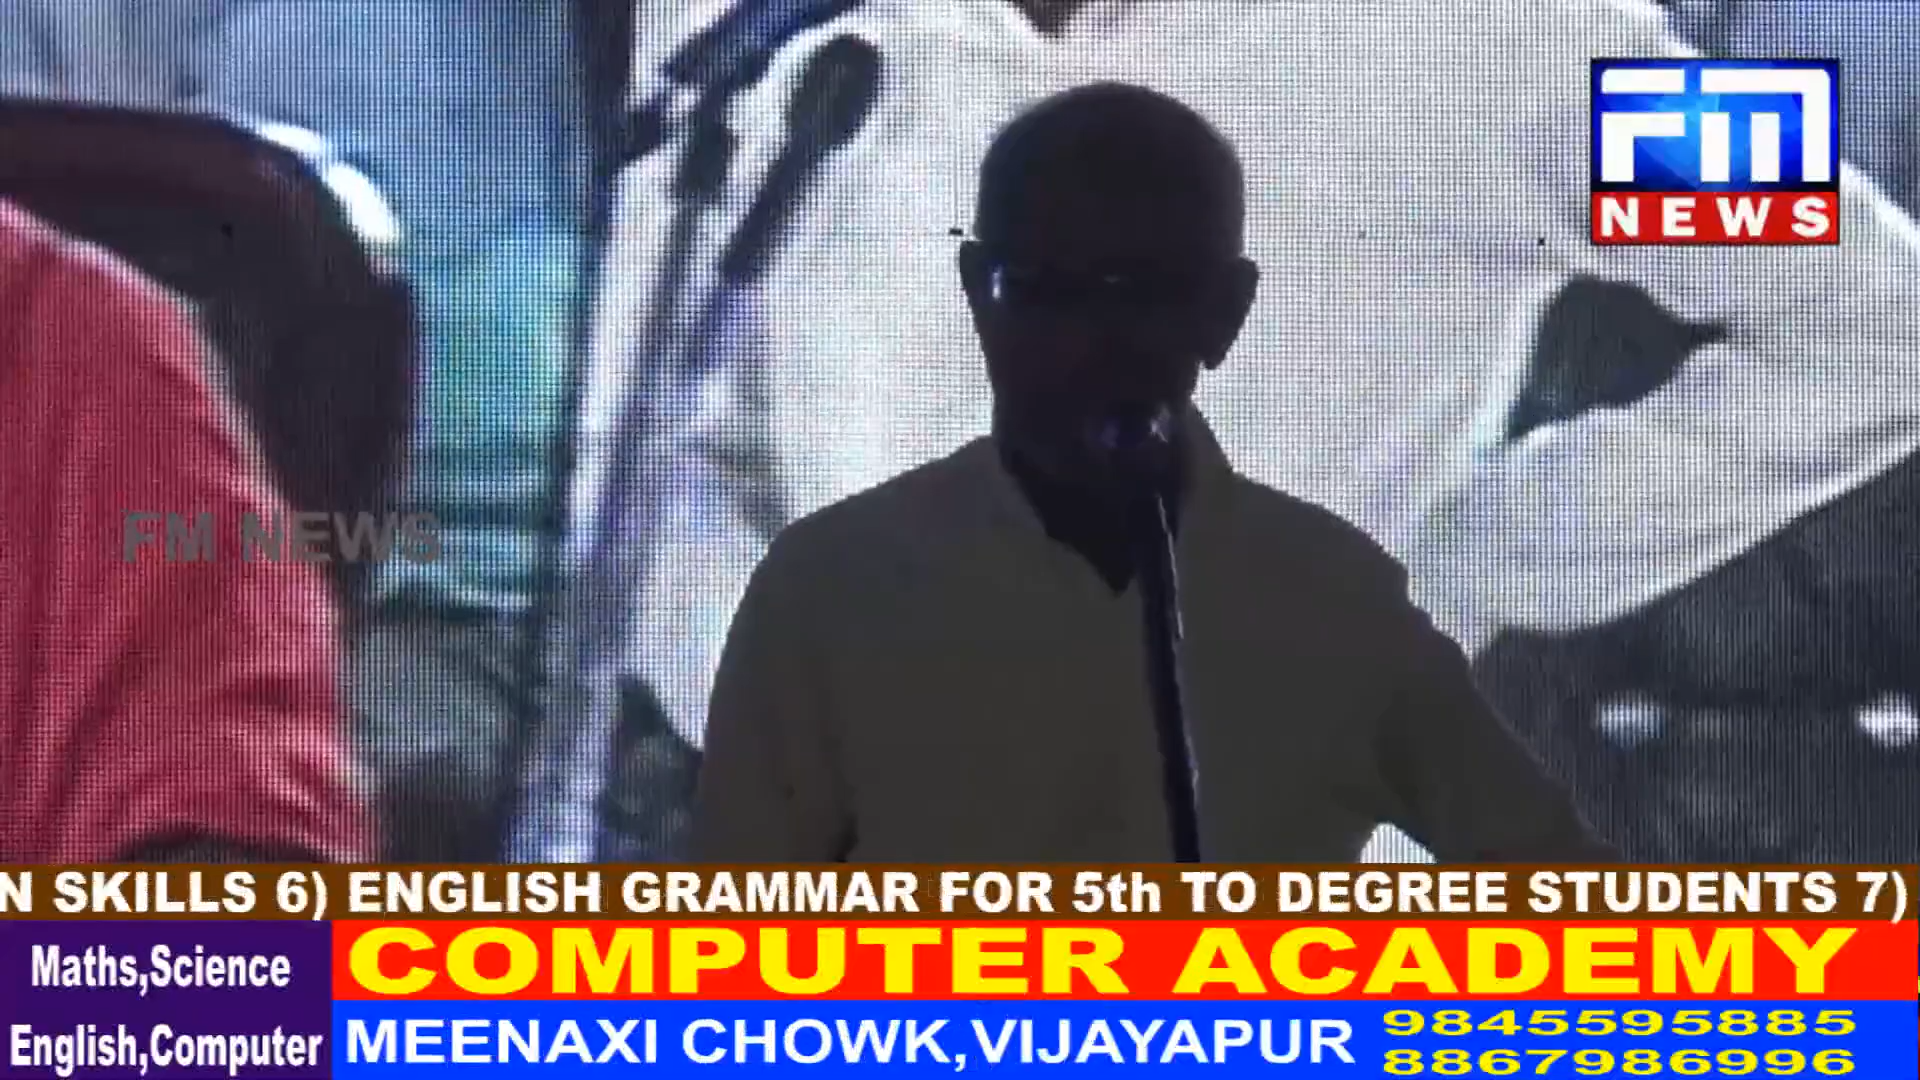 FM
NEWS
FM NEWS
N SKILLS 6) ENGLISH GRAMMAR FOR 5th TO DEGREE STUDENTS 7)
Maths,Science
English,Computer
COMPUTER ACADEMY
MEENAXI CHOWK,VIJAYAPUR
9845595885
8867986996